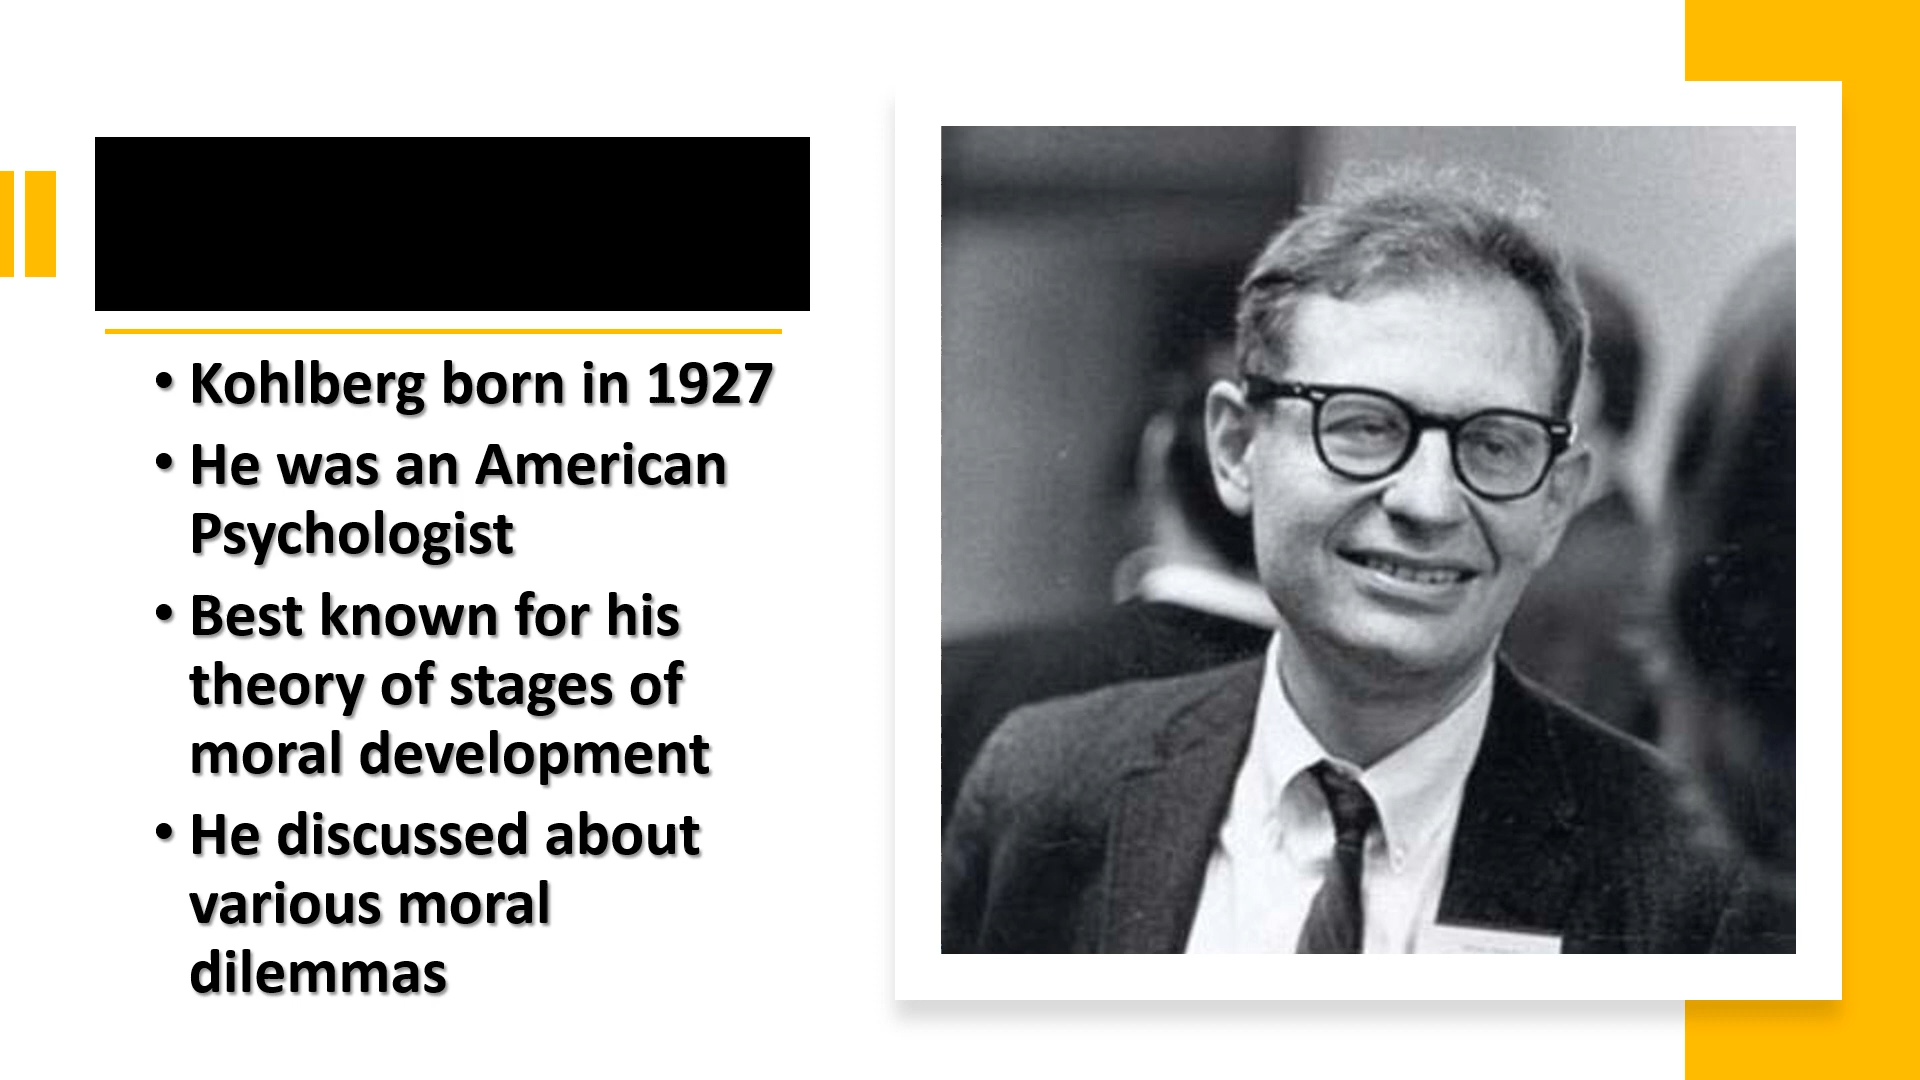 • Kohlberg born in 1927
• He was an American
Psychologist
• Best known for his
theory of stages of
moral development
• He discussed about
various moral
dilemmas